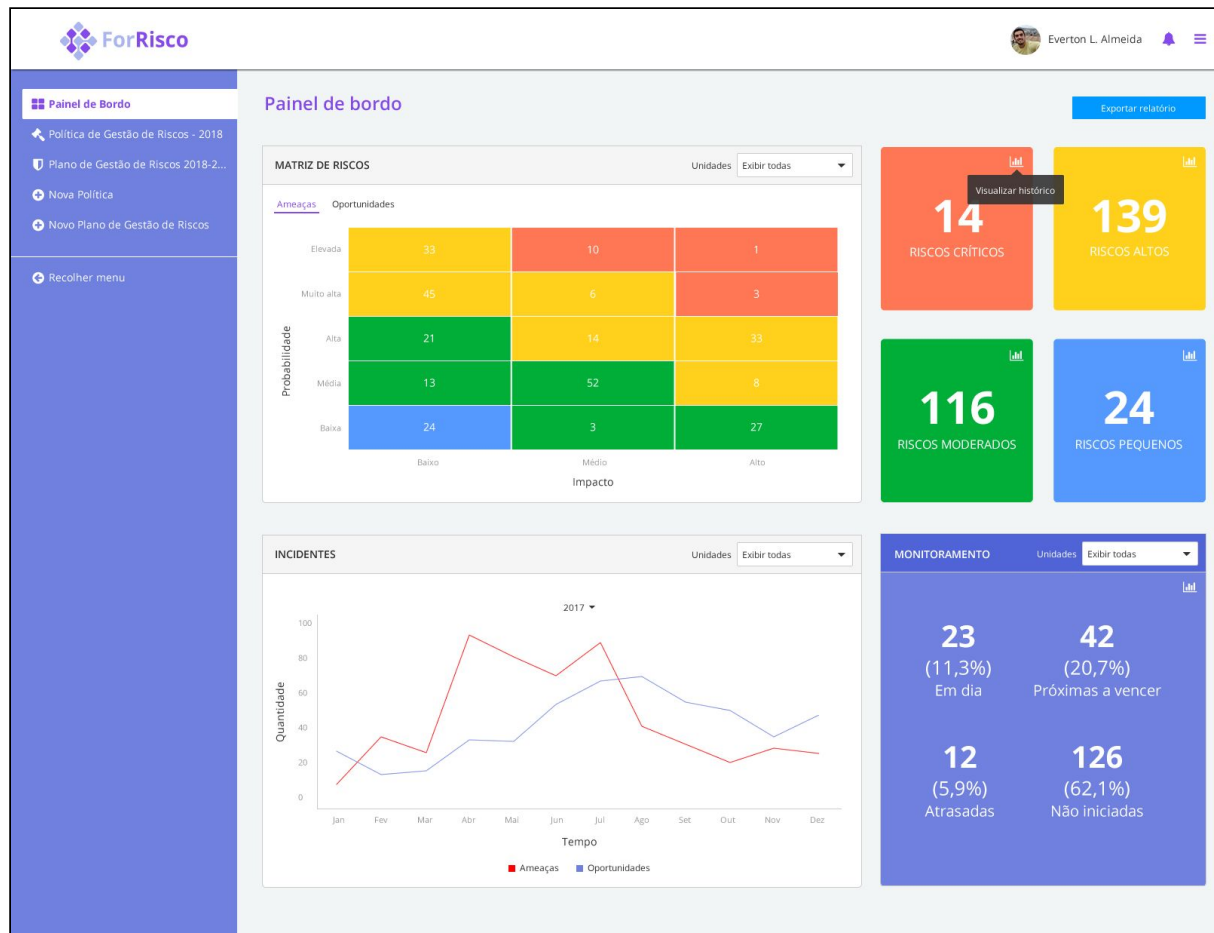 ForRisco
Everton L. Almeida
Painel de Bordo
Política de Gestão de Riscos - 2018
Plano de Gestão de Riscos 2018-2...
Nova Política
Novo Plano de Gestão de Riscos
Recolher menu
Painel de bordo
Exportar relatório
MATRIZ DE RISCOS
Unidades Exibir todas
Ameaças Oportunidades
Probabilidade
Elevada 33 10 1
Muito alta 45 6 3
Alta 21 14 33
Média 13 52 8
Baixa 24 3 27
Baixo Médio Alto
Impacto
Visualizar histórico
14
RISCOS CRÍTICOS
139
RISCOS ALTOS
116
RISCOS MODERADOS
24
RISCOS PEQUENOS
INCIDENTES
Unidades Exibir todas
2017
Quantidade
100
80
60
40
20
0
Jan Fev Mar Abr Mai Jun Jul Ago Set Out Nov Dez
Tempo
Ameaças Oportunidades
MONITORAMENTO
Unidades Exibir todas
23
(11,3%)
Em dia
42
(20,7%)
Próximas a vencer
12
(5,9%)
Atrasadas
126
(62,1%)
Não iniciadas